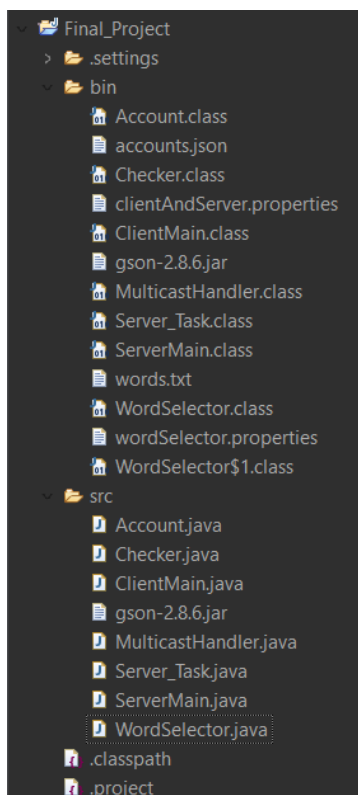 Final_Project
.settings
bin
Account.class
accounts.json
Checker.class
clientAndServer.properties
ClientMain.class
gson-2.8.6.jar
MulticastHandler.class
Server_Task.class
ServerMain.class
words.txt
WordSelector.class
wordSelector.properties
WordSelector$1.class
src
Account.java
Checker.java
ClientMain.java
gson-2.8.6.jar
MulticastHandler.java
Server_Task.java
ServerMain.java
WordSelector.java
.classpath
.project